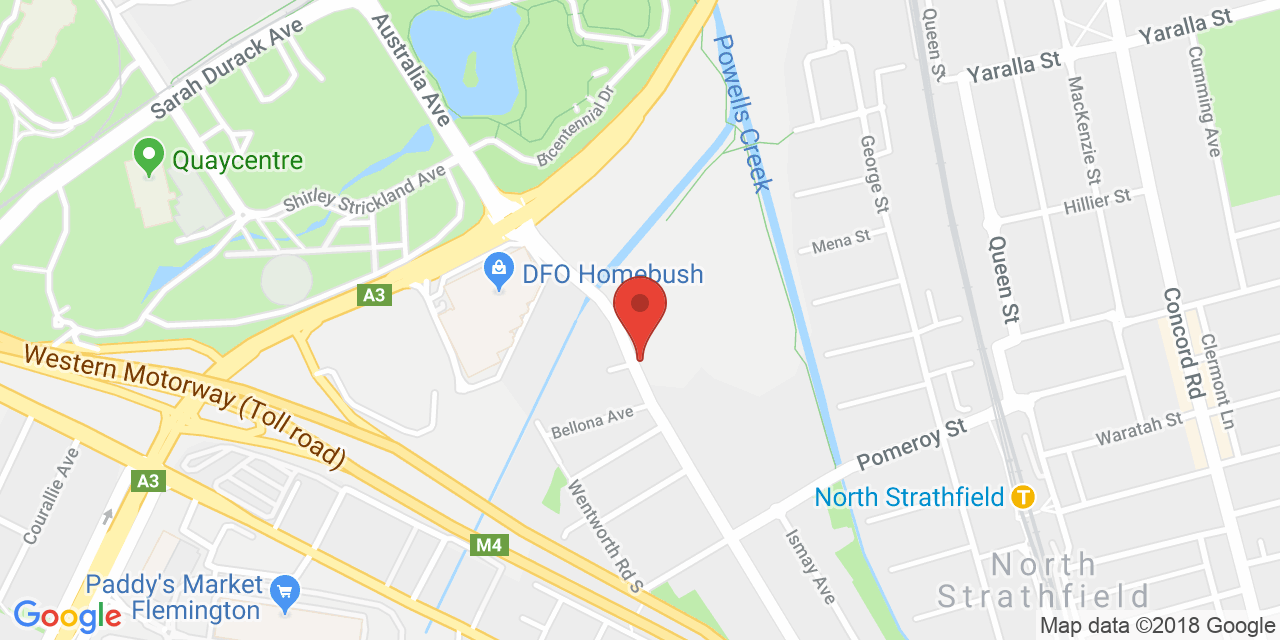 Sarah Durack Ave
Australia Ave
Bicentennial Dr
Powells Creek
Queen St
Yaralla St
Yaralla St
MacKenzie St
Cumming Ave
George St
Quaycentre
Shirley Strickland Ave
Hillier St
Mena St
Queen St
DFO Homebush
A3
Concord Rd
Clermont Ln
Western Motorway (Toll road)
Bellona Ave
Pomeroy St
Waratah St
A3
Courallie Ave
Wentworth Rd S
North Strathfield
T
M4
Ismay Ave
North
Strathfield
Paddy's Market
Flemington
Google
Map data ©2018 Google